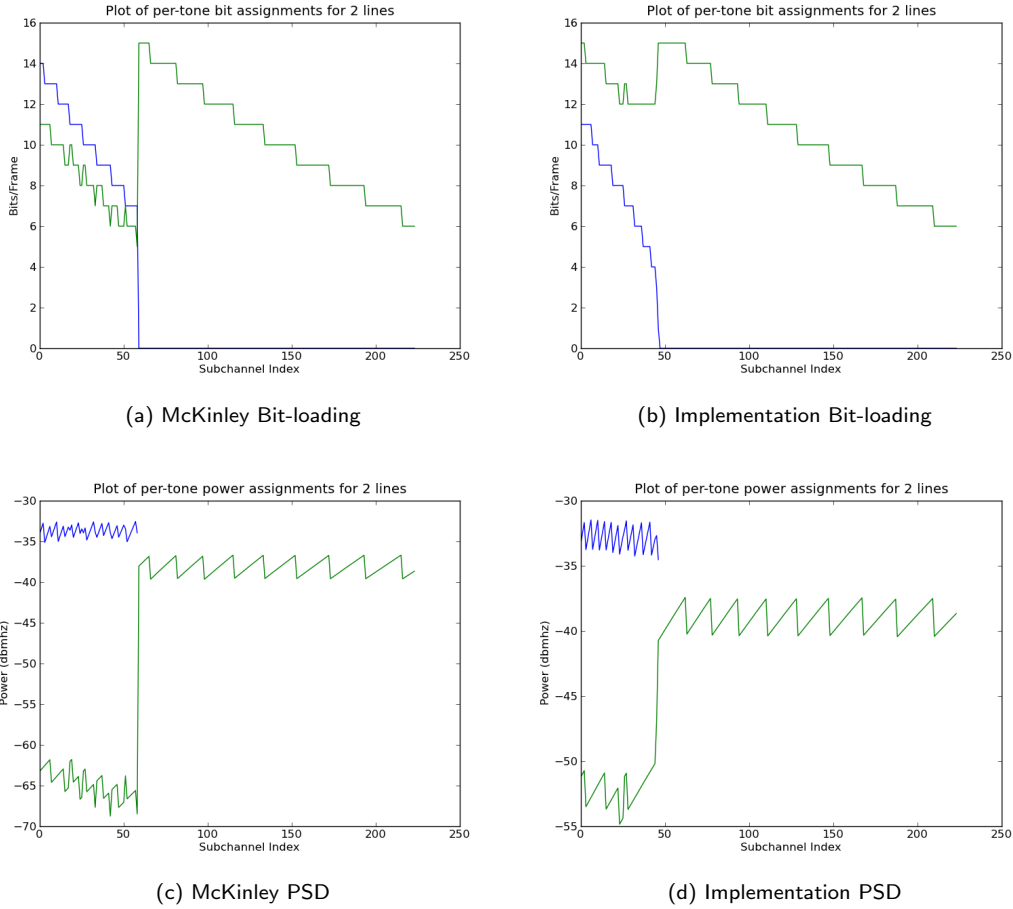 Plot of per-tone bit assignments for 2 lines
16
14
12
10
8
6
4
2
0
Bits/Frame
0 50 100 150 200 250
Subchannel Index
(a) McKinley Bit-loading
Plot of per-tone bit assignments for 2 lines
16
14
12
10
8
6
4
2
0
Bits/Frame
0 50 100 150 200 250
Subchannel Index
(b) Implementation Bit-loading
Plot of per-tone power assignments for 2 lines
−30
−35
−40
−45
−50
−55
−60
−65
−70
Power (dbmhz)
0 50 100 150 200 250
Subchannel Index
(c) McKinley PSD
Plot of per-tone power assignments for 2 lines
−30
−35
−40
−45
−50
−55
Power (dbmhz)
0 50 100 150 200 250
Subchannel Index
(d) Implementation PSD